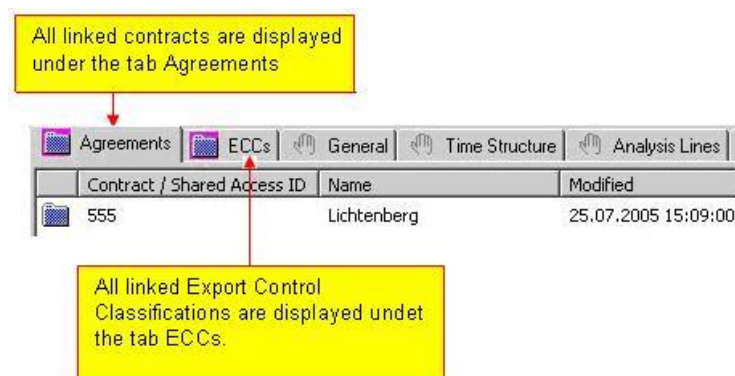 All linked contracts are displayed
under the tab Agreements
Agreements ECCs General Time Structure Analysis Lines
Contract / Shared Access ID Name Modified
555 Lichtenberg 25.07.2005 15:09:00
All linked Export Control
Classifications are displayed undet
the tab ECCs.